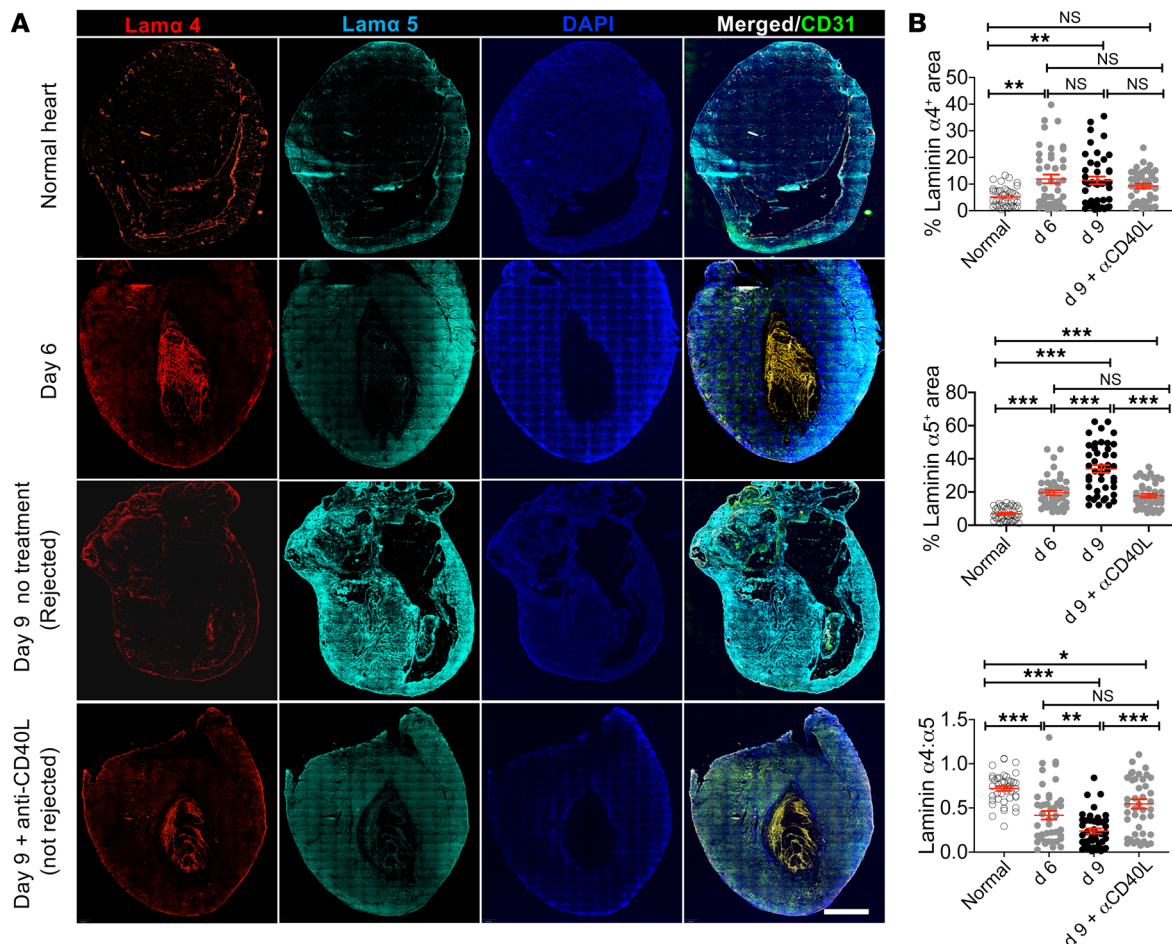 A
Lamα 4 Lamα 5 DAPI Merged/CD31
Normal heart
Day 6
Day 9 no treatment
(Rejected)
Day 9 + anti-CD40L
(not rejected)
B
NS
**
NS
** NS NS
% Laminin α4⁺ area
50
40
30
20
10
0
Normal
d 6
d 9
d 9 + αCD40L
***
***
NS
*** *** ***
% Laminin α5⁺ area
80
60
40
20
0
Normal
d 6
d 9
d 9 + αCD40L
*
***
NS
*** ** ***
Laminin α4:α5
1.5
1.0
0.5
0.0
Normal
d 6
d 9
d 9 + αCD40L